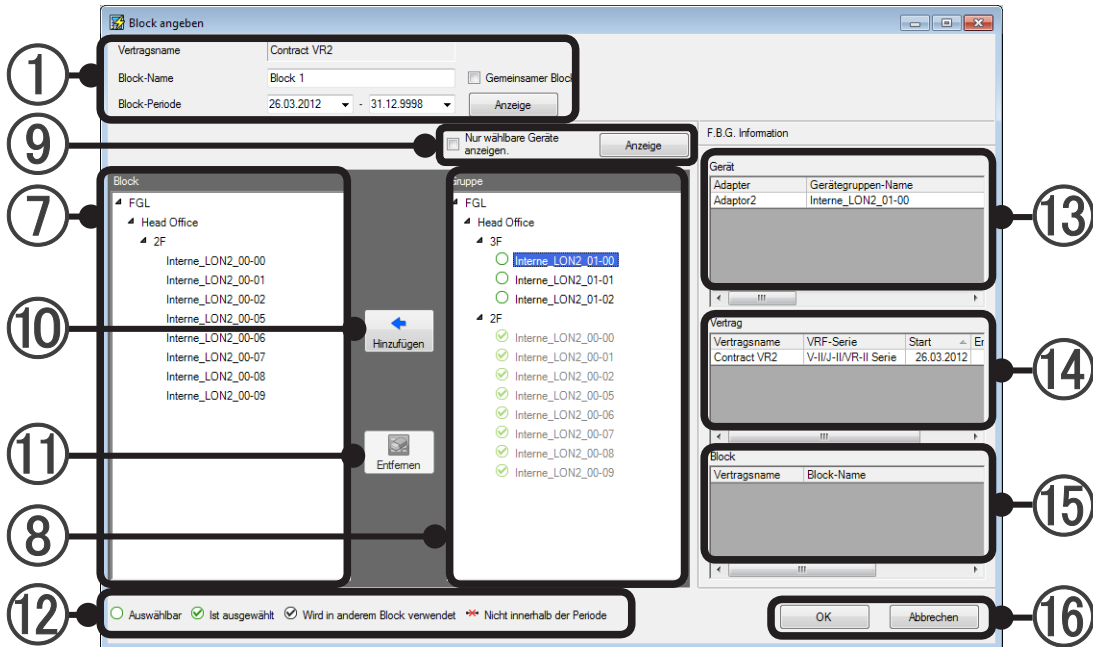 Block angeben
1
Vertragsname Contract VR2
Block-Name Block 1 Gemeinsamer Block
Block-Periode 26.03.2012 - 31.12.9998 Anzeige
9
Nur wählbare Geräte
anzeigen.
Anzeige
7
Block
FGL
Head Office
2F
Interne_LON2_00-00
Interne_LON2_00-01
Interne_LON2_00-02
Interne_LON2_00-05
Interne_LON2_00-06
Interne_LON2_00-07
Interne_LON2_00-08
Interne_LON2_00-09
10
Hinzufügen
11
Entfernen
8
Gruppe
FGL
Head Office
3F
Interne_LON2_01-00
Interne_LON2_01-01
Interne_LON2_01-02
2F
Interne_LON2_00-00
Interne_LON2_00-01
Interne_LON2_00-02
Interne_LON2_00-05
Interne_LON2_00-06
Interne_LON2_00-07
Interne_LON2_00-08
Interne_LON2_00-09
F.B.G. Information
Gerät
Adapter Gerätegruppen-Name
Adaptor2 Interne_LON2_01-00
13
Vertrag
Vertragsname VRF-Serie Start
Contract VR2 V-II/J-II/VR-II Serie 26.03.2012
14
Block
Vertragsname Block-Name
15
12
Auswählbar Ist ausgewählt Wird in anderem Block verwendet Nicht innerhalb der Periode
OK Abbrechen
16